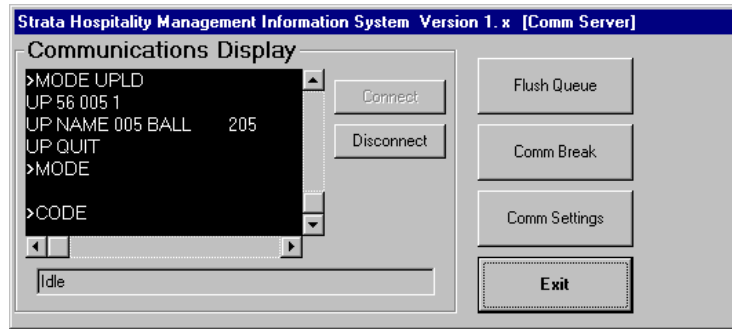 Strata Hospitality Management Information System Version 1.x [Comm Server]
Communications Display
>MODE UPLD
UP 56 005 1
UP NAME 005 BALL 205
UP QUIT
>MODE
>CODE
Idle
Connect
Disconnect
Flush Queue
Comm Break
Comm Settings
Exit